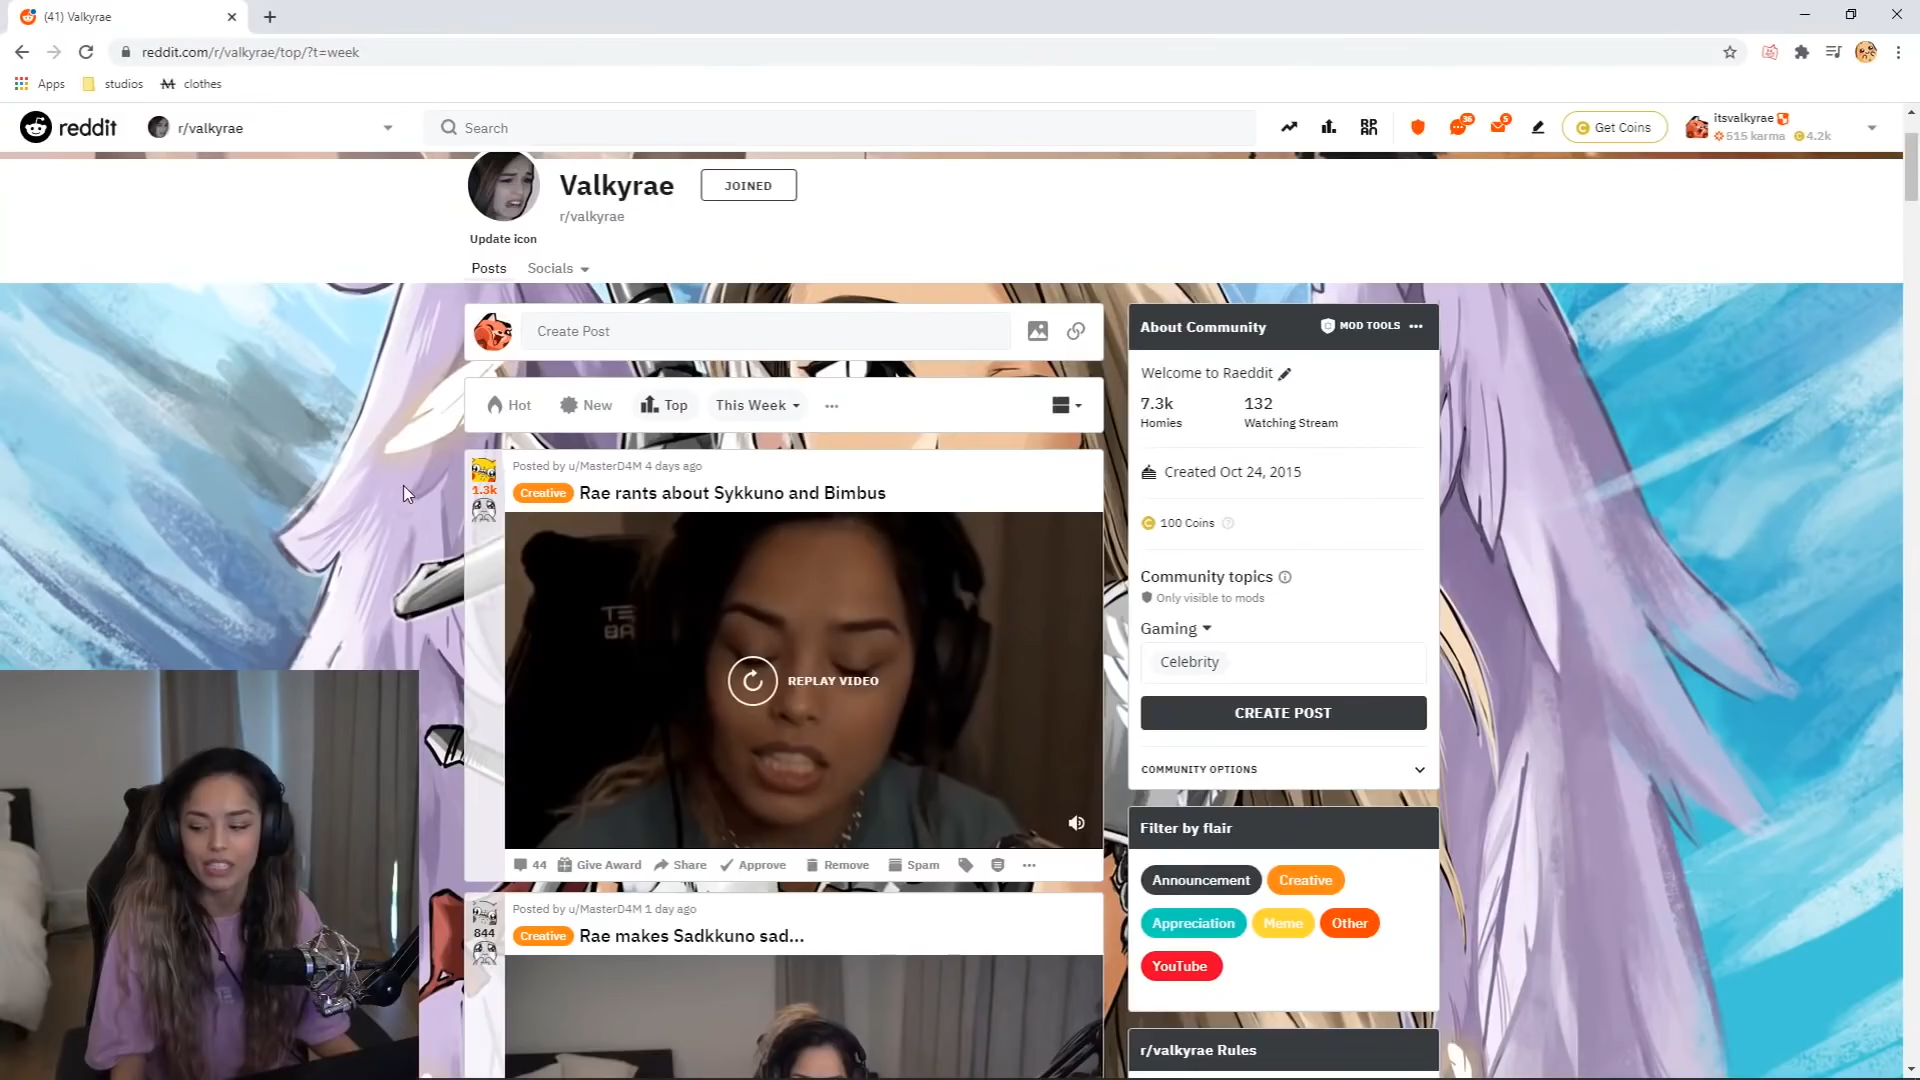 (41) Valkyrae
reddit.com/r/valkyrae/top/?t=week
Apps studios clothes
reddit r/valkyrae Search 36 5 Get Coins itsvalkyrae
515 karma 4.2k
Valkyrae JOINED
r/valkyrae
Update icon
Posts Socials
Create Post
Hot New Top This Week
Posted by u/MasterD4M 4 days ago
1.3k
Creative Rae rants about Sykkuno and Bimbus
REPLAY VIDEO
44 Give Award Share Approve Remove Spam
Posted by u/MasterD4M 1 day ago
844
Creative Rae makes Sadkkuno sad...
About Community MOD TOOLS
Welcome to Raeddit
7.3k 132
Homies Watching Stream
Created Oct 24, 2015
100 Coins
Community topics
Only visible to mods
Gaming
Celebrity
CREATE POST
COMMUNITY OPTIONS
Filter by flair
Announcement Creative
Appreciation Meme Other
YouTube
r/valkyrae Rules